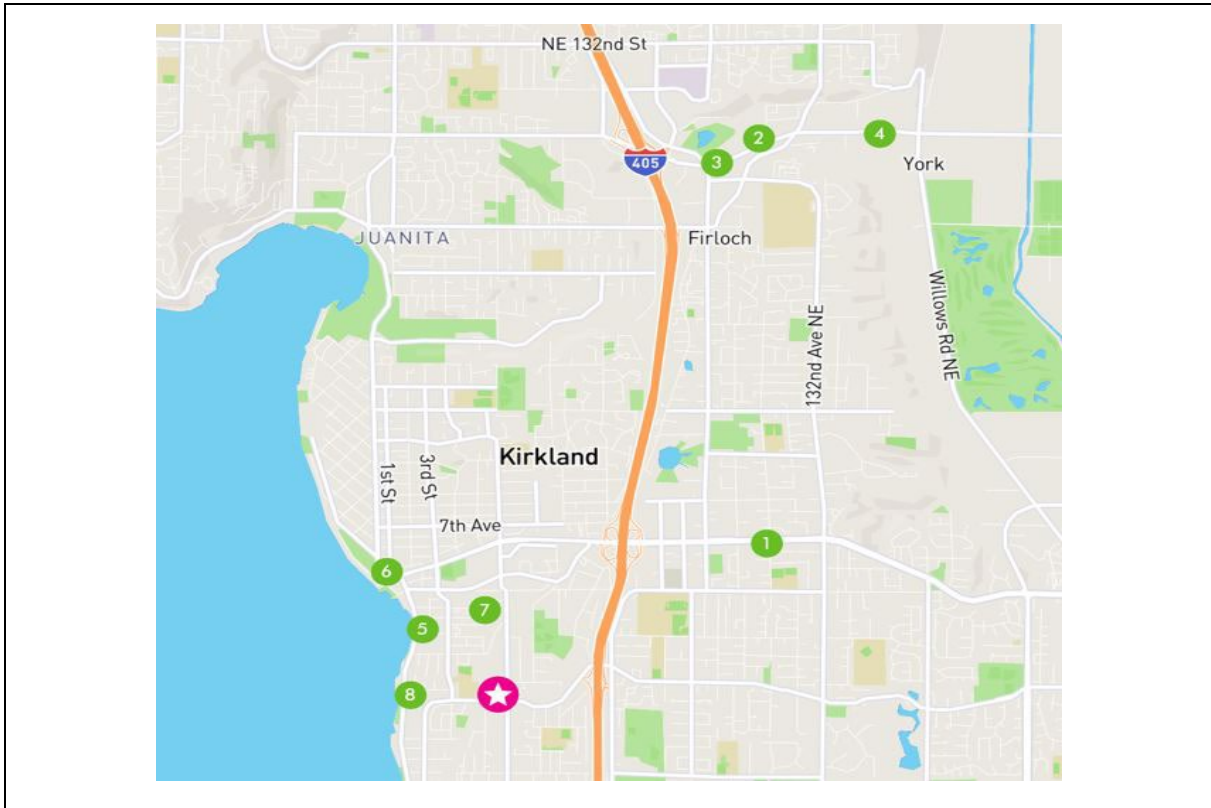 NE 132nd St
2
4
3
405
York
JUANITA
Firloch
Willows Rd NE
132nd Ave NE
Kirkland
1st St
3rd St
7th Ave
1
6
7
5
8